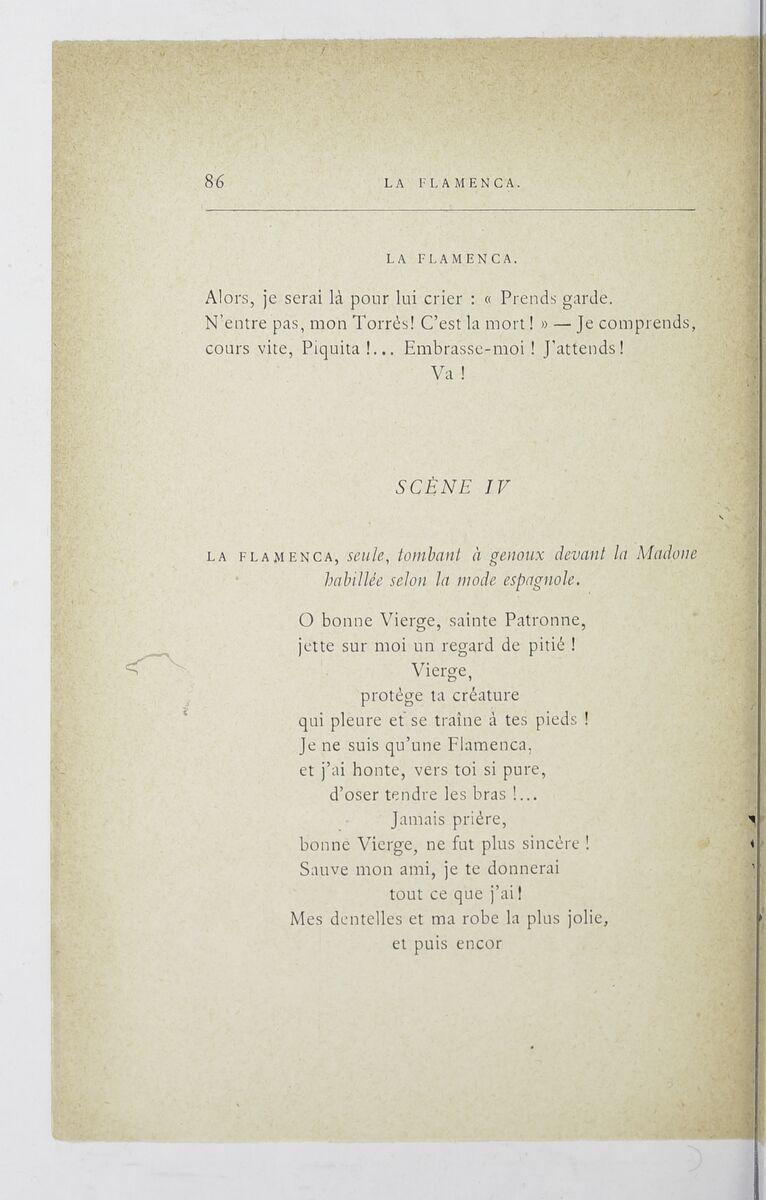 86 LA FLAMENCA.
LA FLAMENCA.
Alors, je serai là pour lui crier : « Prends garde.
N'entre pas, mon Torrès! C'est la mort ! » — Je comprends,
cours vite, Piquita !... Embrasse-moi ! J'attends !
Va !
SCÈNE IV
LA FLAMENCA, seule, tombant à genoux devant la Madone
habillée selon la mode espagnole.
O bonne Vierge, sainte Patronne,
jette sur moi un regard de pitié !
Vierge,
protège ta créature
qui pleure et se traîne à tes pieds !
Je ne suis qu'une Flamenca,
et j'ai honte, vers toi si pure,
d'oser tendre les bras !...
Jamais prière,
bonne Vierge, ne fut plus sincère !
Sauve mon ami, je te donnerai
tout ce que j'ai!
Mes dentelles et ma robe la plus jolie,
et puis encor